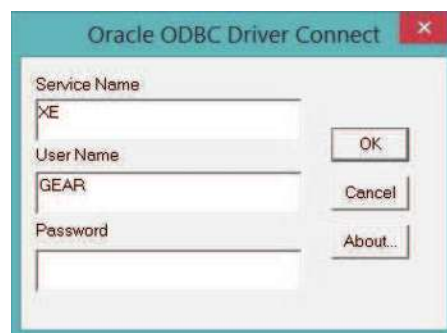 Oracle ODBC Driver Connect
Service Name
XE
User Name
GEAR
Password
OK
Cancel
About...